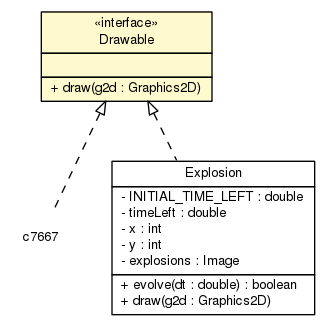 «interface»
Drawable
+ draw(g2d : Graphics2D)
c7667
Explosion
- INITIAL_TIME_LEFT : double
- timeLeft : double
- x : int
- y : int
- explosions : Image
+ evolve(dt : double) : boolean
+ draw(g2d : Graphics2D)